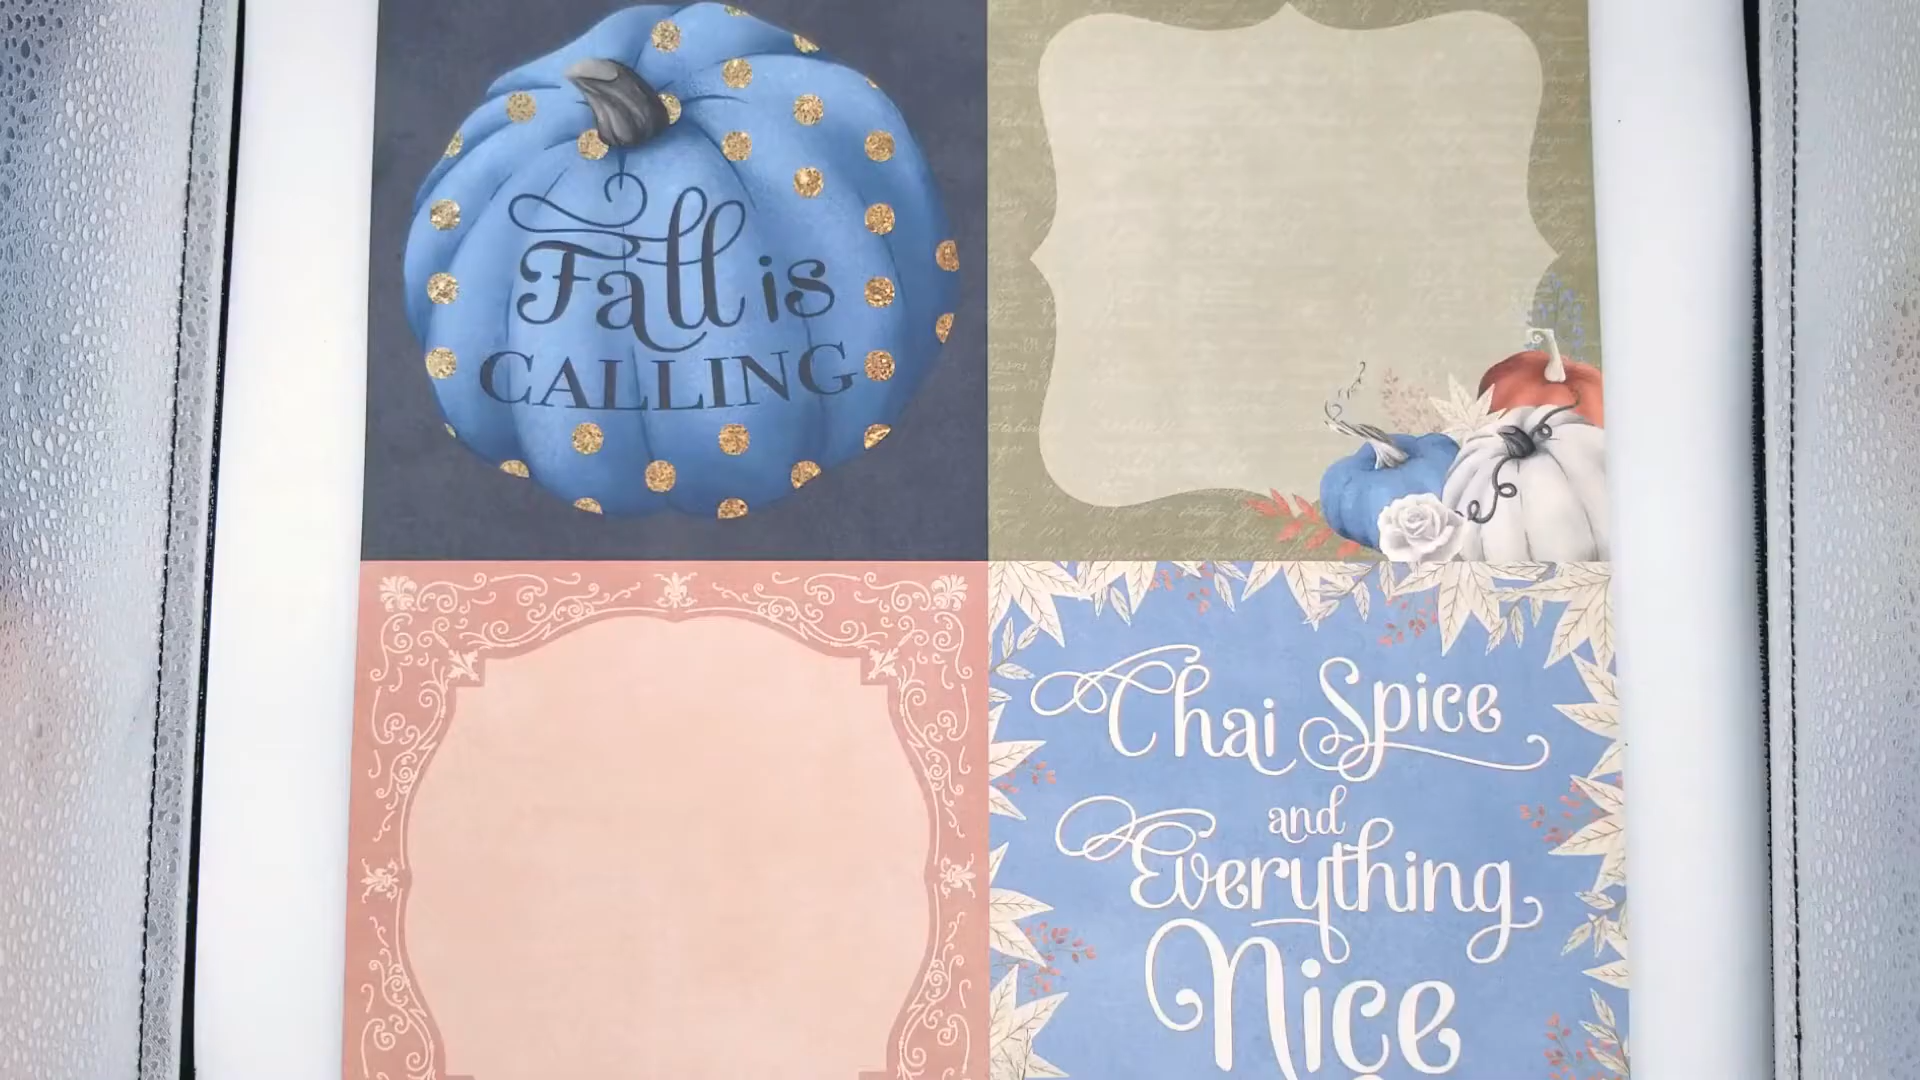 Fall is
CALLING
Chai Spice
and
Everything
Nice